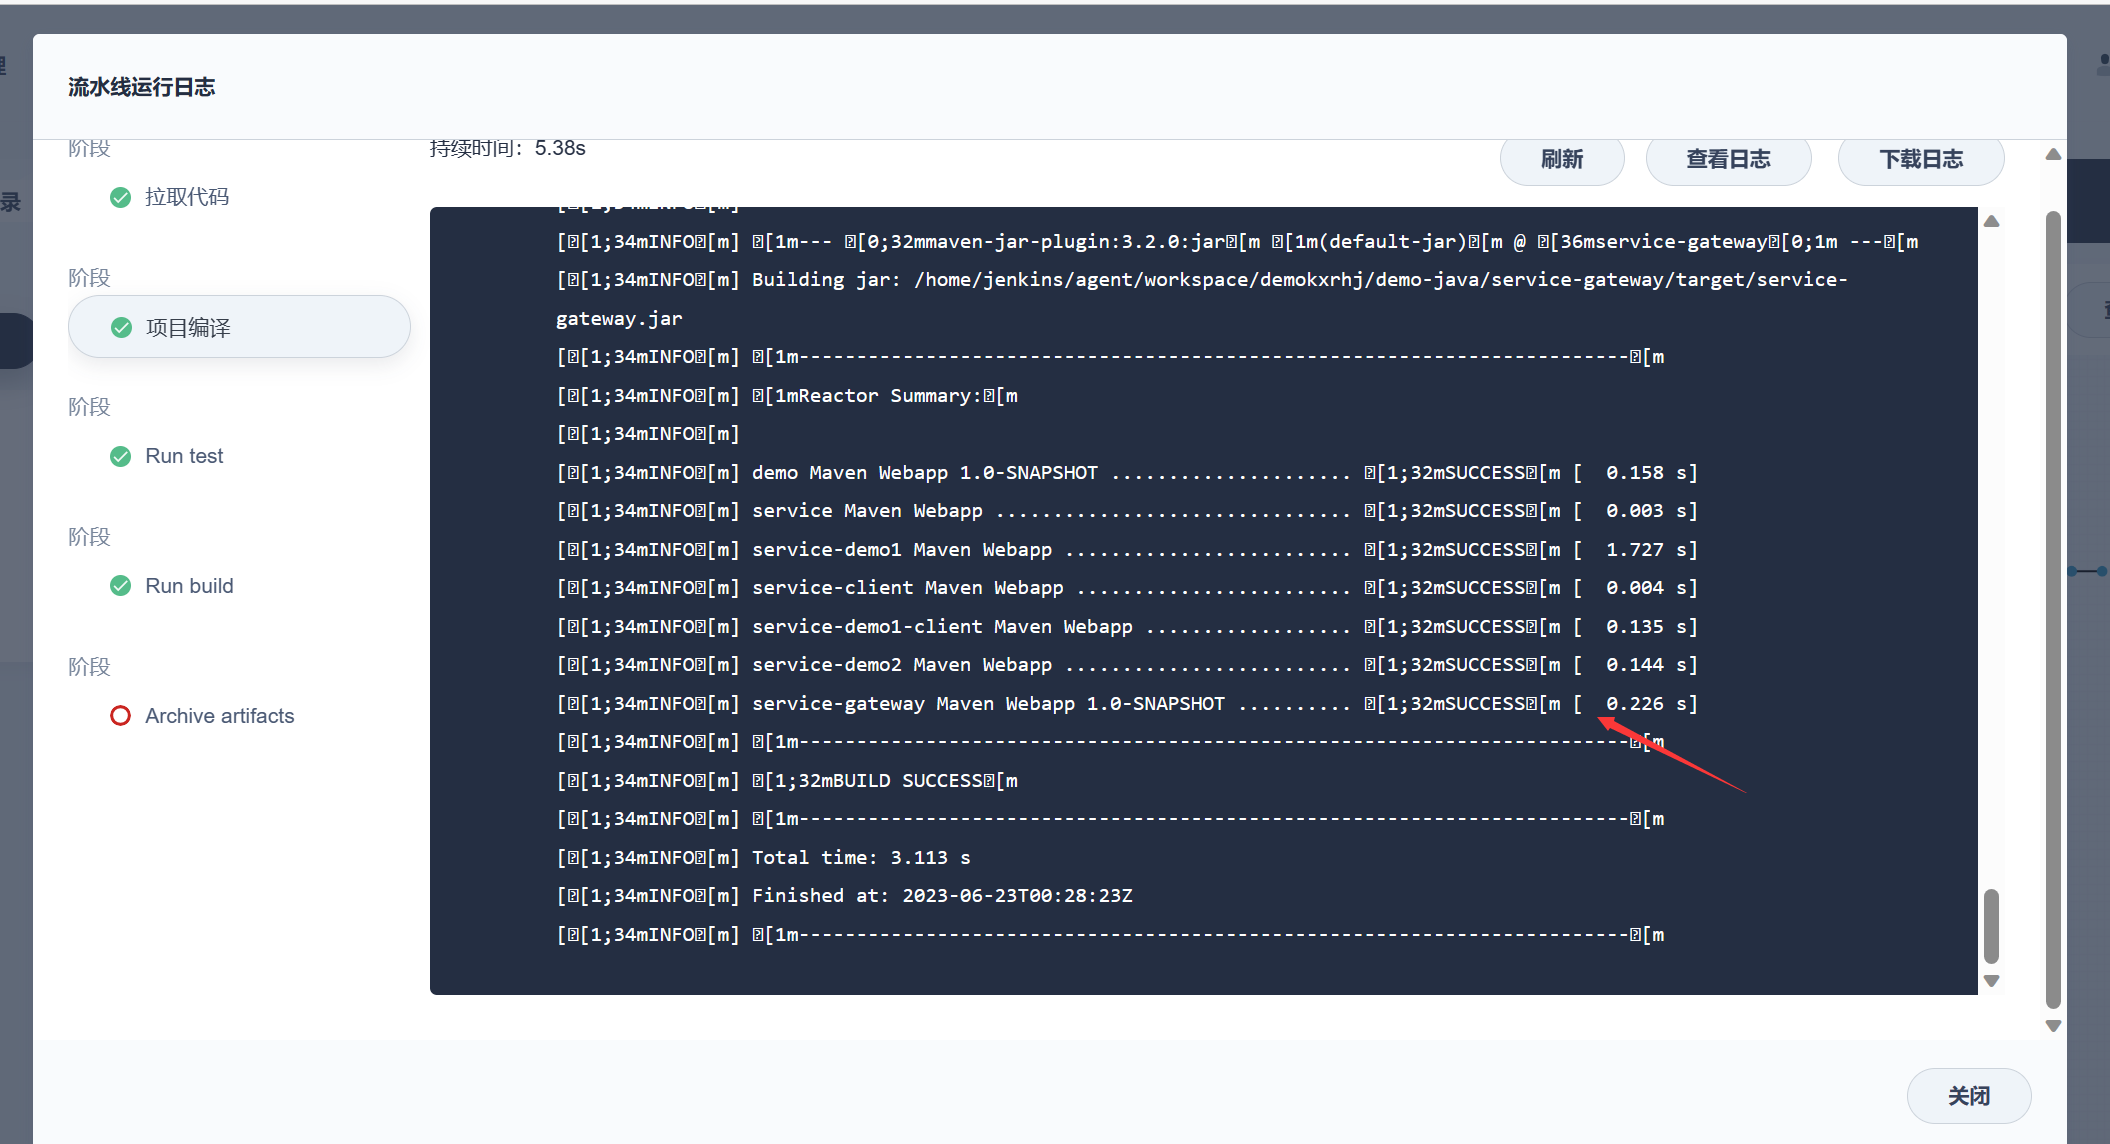 流水线运行日志
阶段
拉取代码
阶段
项目编译
阶段
Run test
阶段
Run build
阶段
Archive artifacts
持续时间：5.38s
刷新
查看日志
下载日志
[�[1;34mINFO�[m]
[�[1;34mINFO�[m] �[1m--- �[0;32mmaven-jar-plugin:3.2.0:jar�[m �[1m(default-jar)�[m @ �[36mservice-gateway�[0;1m ---�[m
[�[1;34mINFO�[m] Building jar: /home/jenkins/agent/workspace/demokxrhj/demo-java/service-gateway/target/service-
gateway.jar
[�[1;34mINFO�[m] �[1m------------------------------------------------------------------------�[m
[�[1;34mINFO�[m] �[1mReactor Summary:�[m
[�[1;34mINFO�[m]
[�[1;34mINFO�[m] demo Maven Webapp 1.0-SNAPSHOT ..................... �[1;32mSUCCESS�[m [  0.158 s]
[�[1;34mINFO�[m] service Maven Webapp ............................... �[1;32mSUCCESS�[m [  0.003 s]
[�[1;34mINFO�[m] service-demo1 Maven Webapp ......................... �[1;32mSUCCESS�[m [  1.727 s]
[�[1;34mINFO�[m] service-client Maven Webapp ........................ �[1;32mSUCCESS�[m [  0.004 s]
[�[1;34mINFO�[m] service-demo1-client Maven Webapp .................. �[1;32mSUCCESS�[m [  0.135 s]
[�[1;34mINFO�[m] service-demo2 Maven Webapp ......................... �[1;32mSUCCESS�[m [  0.144 s]
[�[1;34mINFO�[m] service-gateway Maven Webapp 1.0-SNAPSHOT .......... �[1;32mSUCCESS�[m [  0.226 s]
[�[1;34mINFO�[m] �[1m------------------------------------------------------------------------�[m
[�[1;34mINFO�[m] �[1;32mBUILD SUCCESS�[m
[�[1;34mINFO�[m] �[1m------------------------------------------------------------------------�[m
[�[1;34mINFO�[m] Total time: 3.113 s
[�[1;34mINFO�[m] Finished at: 2023-06-23T00:28:23Z
[�[1;34mINFO�[m] �[1m------------------------------------------------------------------------�[m
关闭
录